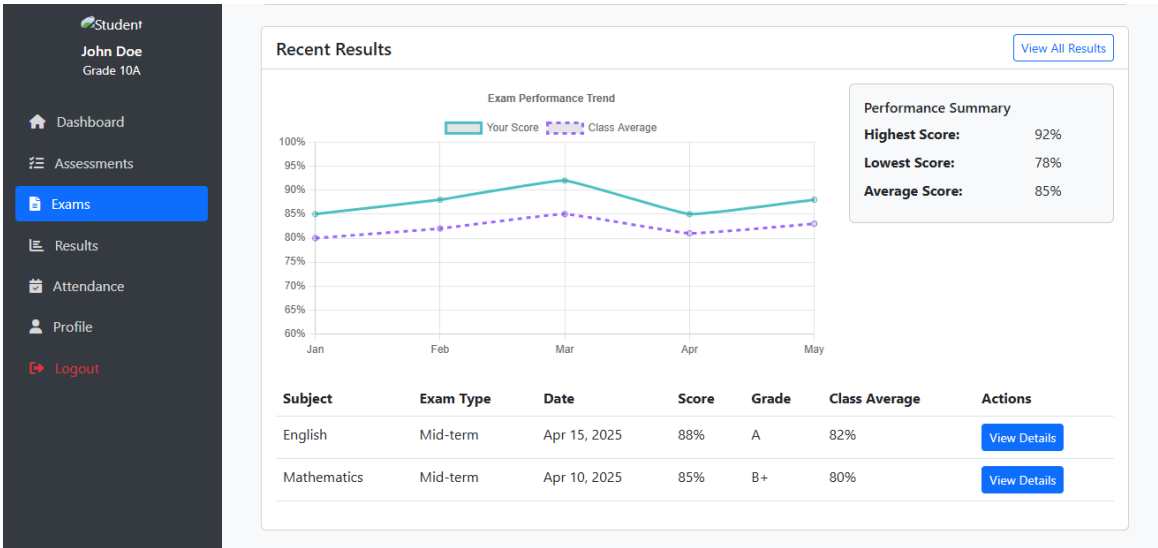 Student
John Doe
Grade 10A
Dashboard
Assessments
Exams
Results
Attendance
Profile
Logout
Recent Results
View All Results
Exam Performance Trend
Your Score Class Average
100%
95%
90%
85%
80%
75%
70%
65%
60%
Jan Feb Mar Apr May
Performance Summary
Highest Score: 92%
Lowest Score: 78%
Average Score: 85%
Subject Exam Type Date Score Grade Class Average Actions
English Mid-term Apr 15, 2025 88% A 82% View Details
Mathematics Mid-term Apr 10, 2025 85% B+ 80% View Details